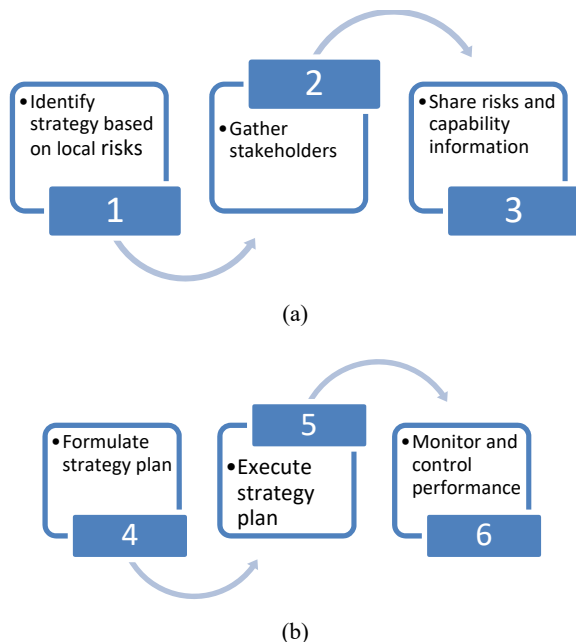 • Identify
strategy based
on local risks
1
2
• Gather
stakeholders
• Share risks and
capability
information
3
(a)
• Formulate
strategy plan
4
5
• Execute
strategy
plan
• Monitor and
control
performance
6
(b)